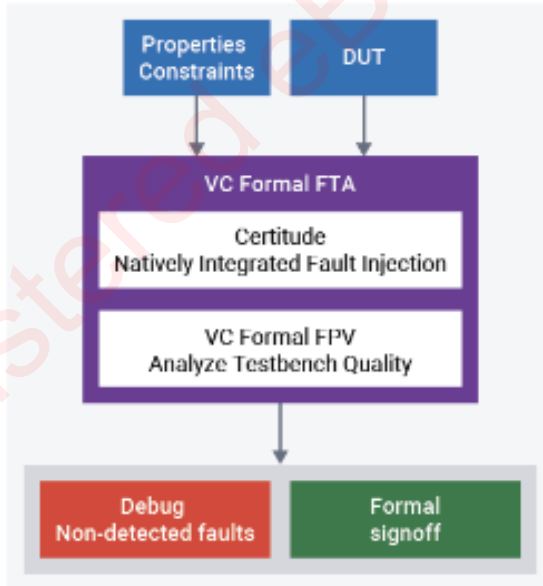 Properties
Constraints
DUT
VC Formal FTA
Certitude
Natively Integrated Fault Injection
VC Formal FPV
Analyze Testbench Quality
Debug
Non-detected faults
Formal
signoff